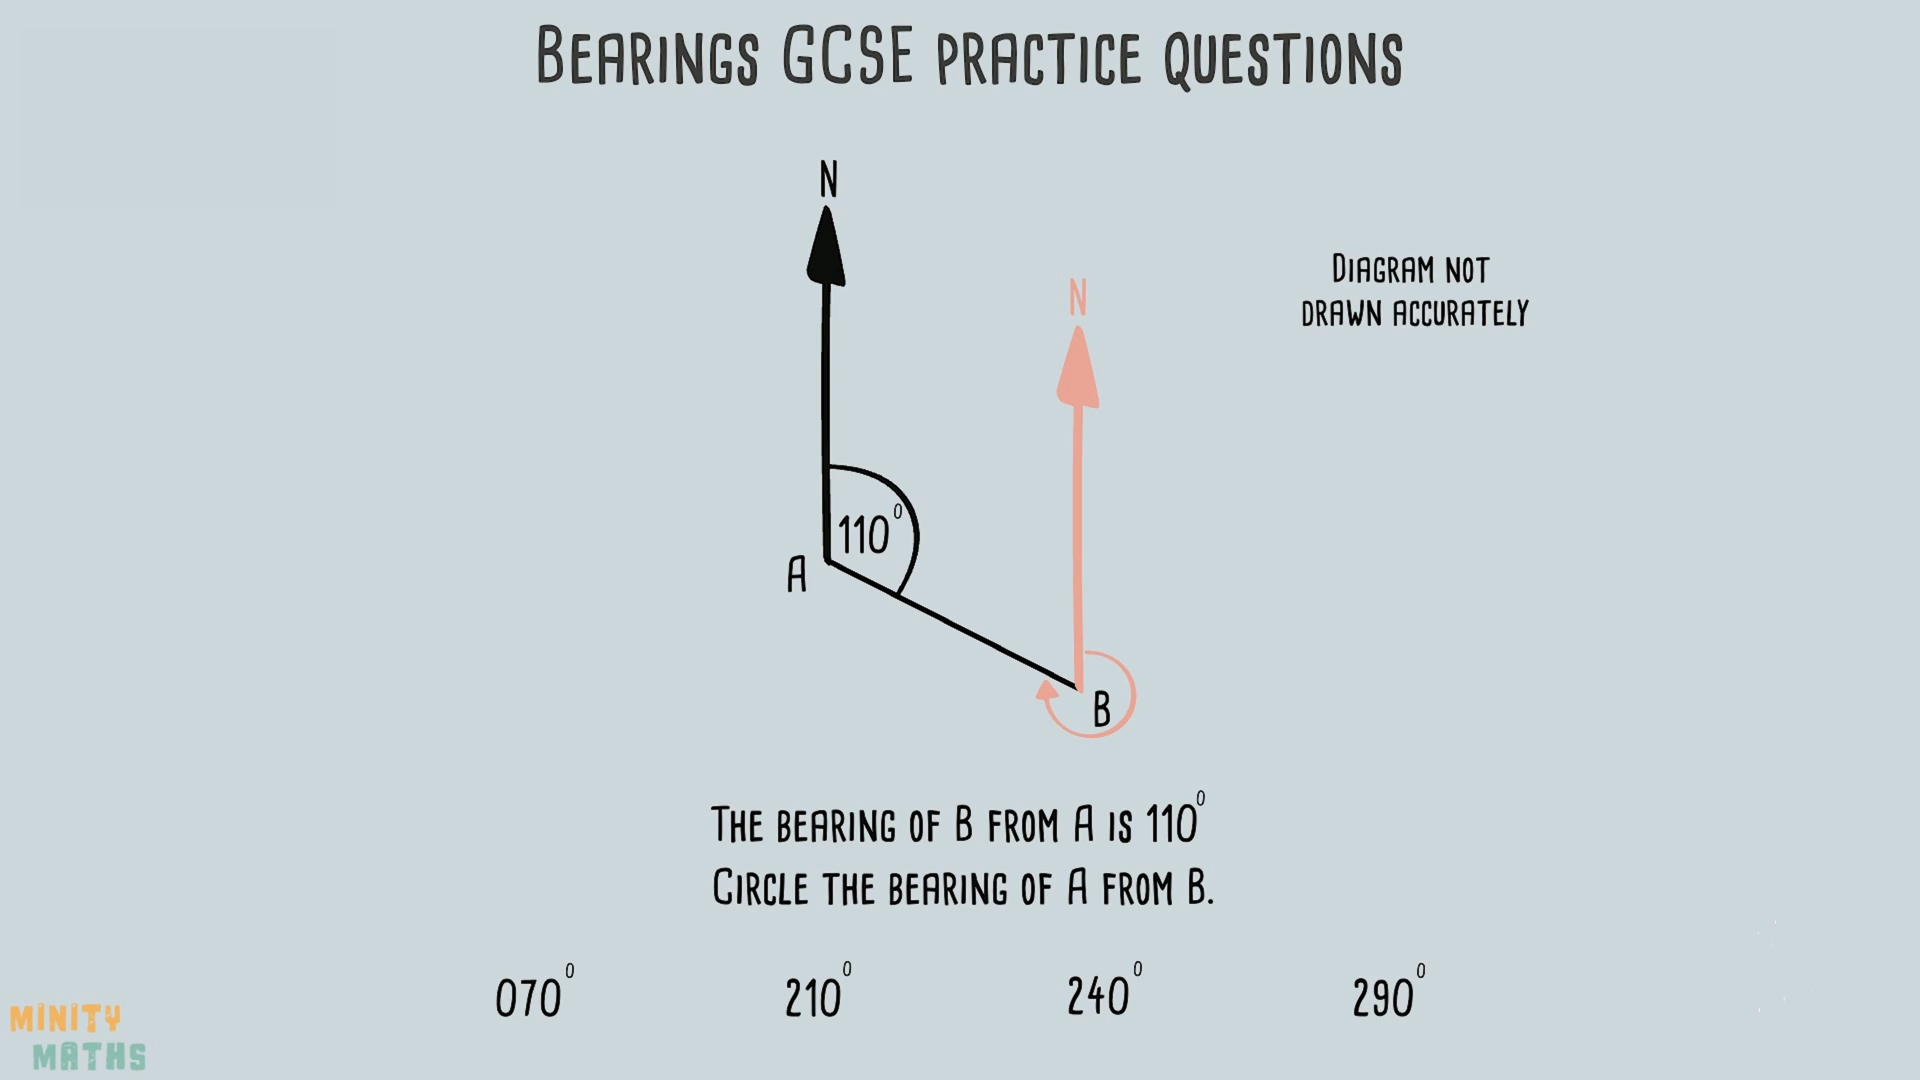 BEARINGS GCSE PRACTICE QUESTIONS
N
DIAGRAM NOT
DRAWN ACCURATELY
N
110°
A
B
THE BEARING OF B FROM A IS 110°
CIRCLE THE BEARING OF A FROM B.
070° 210° 240° 290°
MINITY
MATHS